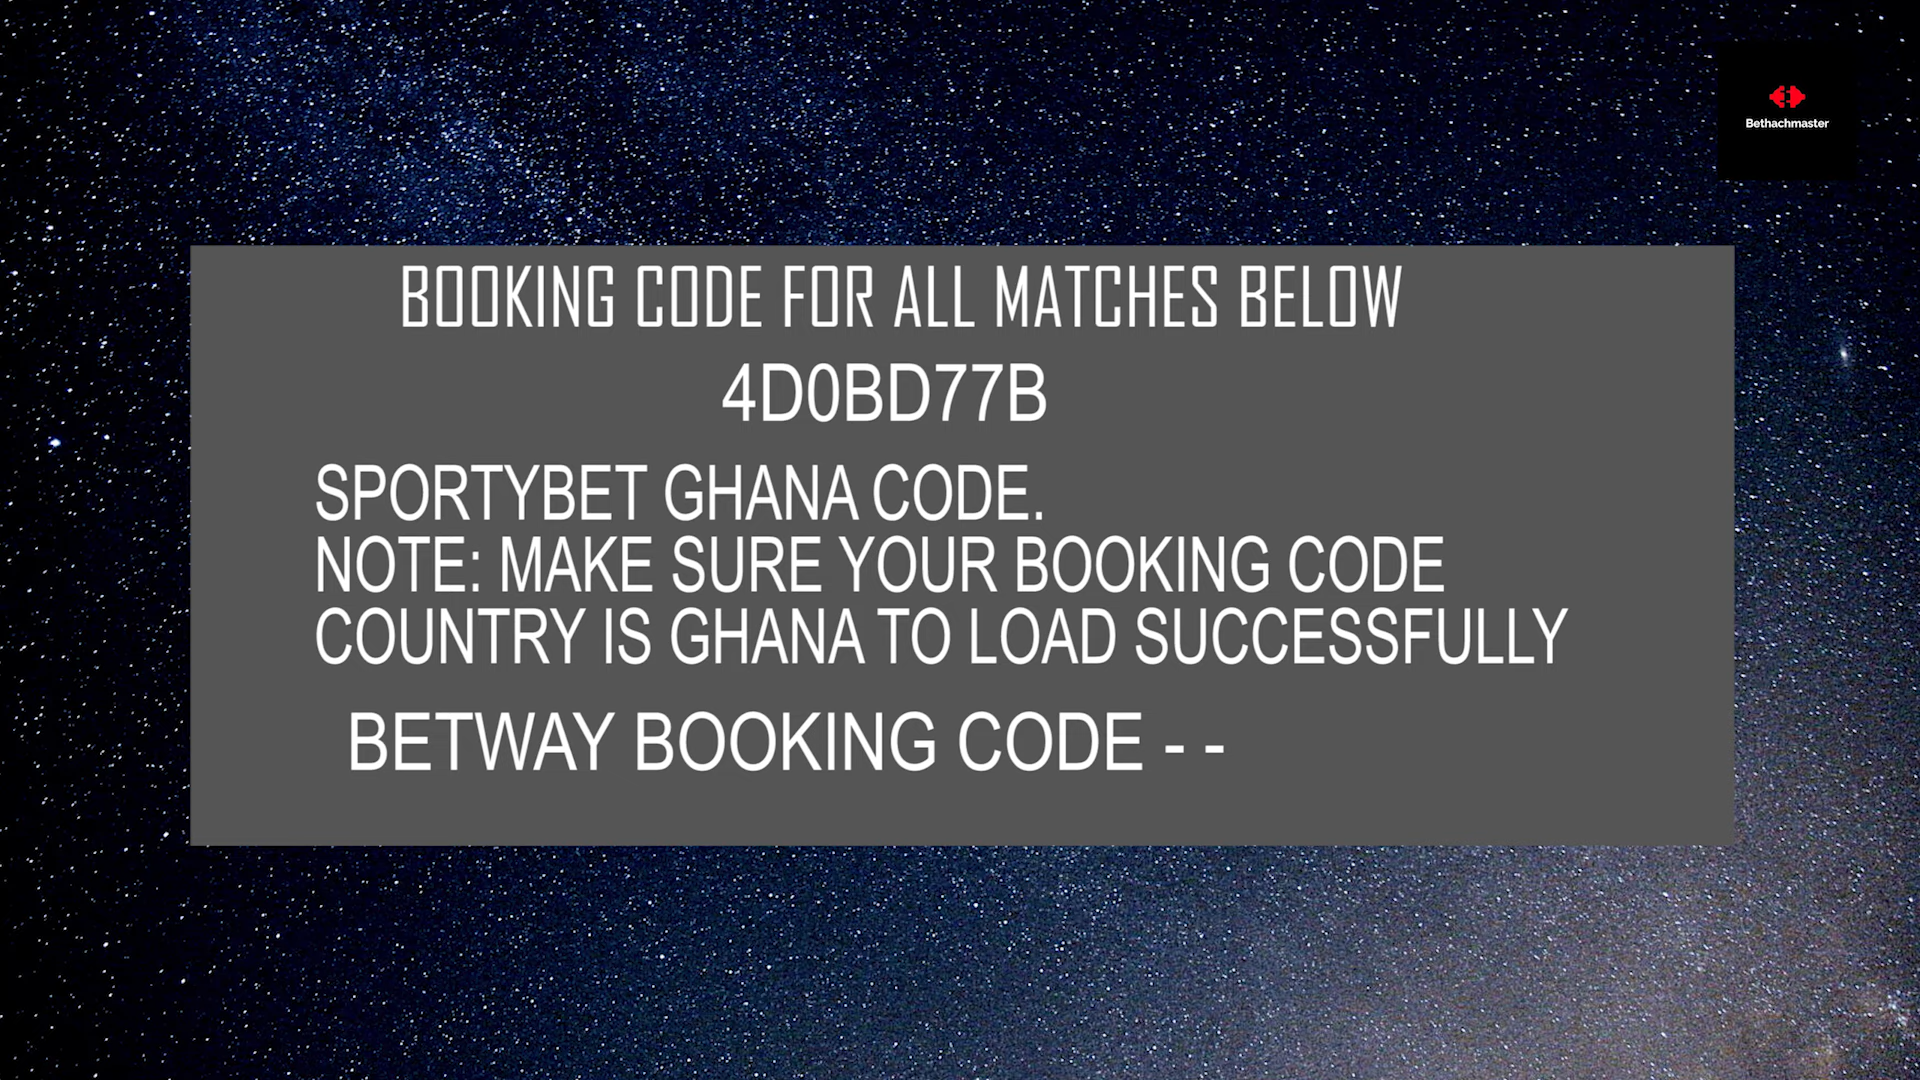 Bethachmaster
BOOKING CODE FOR ALL MATCHES BELOW
4D0BD77B
SPORTYBET GHANA CODE.
NOTE: MAKE SURE YOUR BOOKING CODE
COUNTRY IS GHANA TO LOAD SUCCESSFULLY
BETWAY BOOKING CODE - -